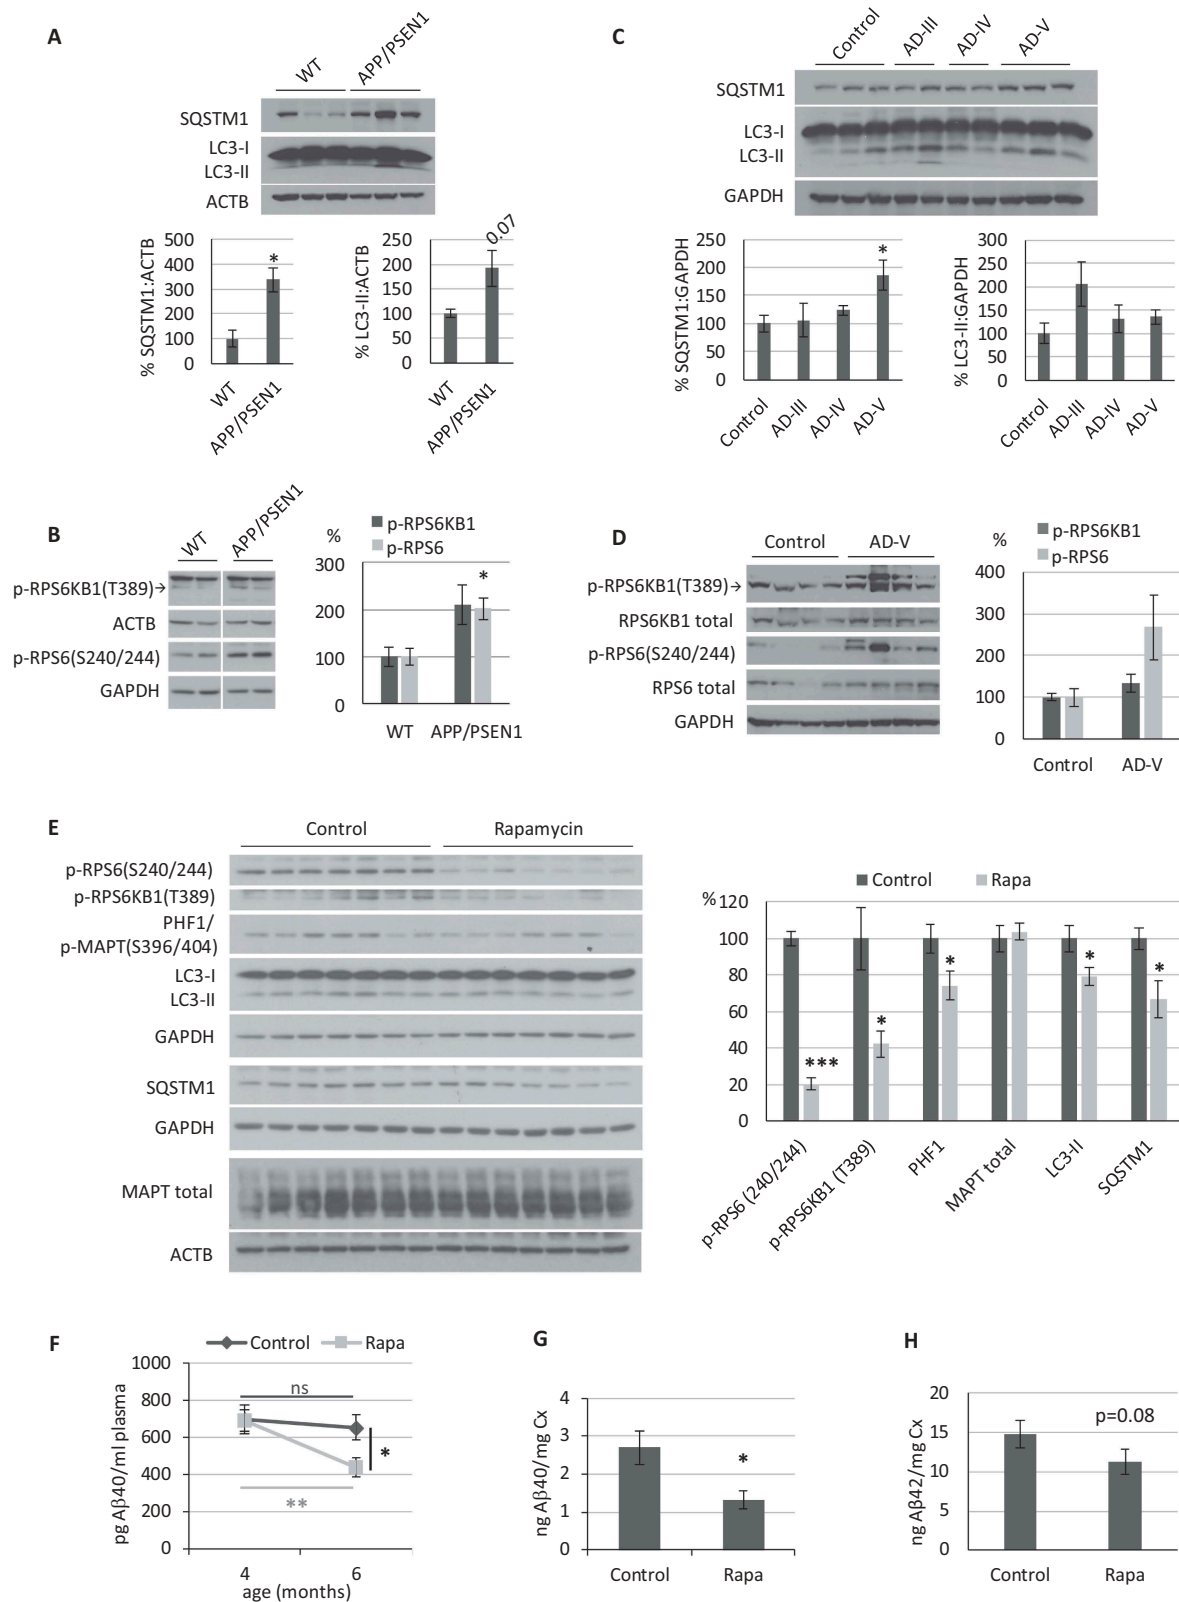 A
WT
APP/PSEN1
SQSTM1
LC3-I
LC3-II
ACTB
% SQSTM1:ACTB
500
400
300
200
100
0
*
WT
APP/PSEN1
% LC3-II:ACTB
250
200
150
100
50
0
0.07
WT
APP/PSEN1
C
Control
AD-III
AD-IV
AD-V
SQSTM1
LC3-I
LC3-II
GAPDH
% SQSTM1:GAPDH
250
200
150
100
50
0
*
Control
AD-III
AD-IV
AD-V
% LC3-II:GAPDH
300
250
200
150
100
50
0
Control
AD-III
AD-IV
AD-V
B
WT
APP/PSEN1
p-RPS6KB1(T389)→
ACTB
p-RPS6(S240/244)
GAPDH
%
p-RPS6KB1
p-RPS6
300
200
100
0
*
WT
APP/PSEN1
D
Control
AD-V
p-RPS6KB1(T389)→
RPS6KB1 total
p-RPS6(S240/244)
RPS6 total
GAPDH
%
p-RPS6KB1
p-RPS6
400
300
200
100
0
Control
AD-V
E
Control
Rapamycin
p-RPS6(S240/244)
p-RPS6KB1(T389)
PHF1/
p-MAPT(S396/404)
LC3-I
LC3-II
GAPDH
SQSTM1
GAPDH
MAPT total
ACTB
Control
Rapa
%
120
100
80
60
40
20
0
***
*
*
*
*
p-RPS6 (240/244)
p-RPS6KB1 (T389)
PHF1
MAPT total
LC3-II
SQSTM1
F
Control
Rapa
pg Aβ40/ml plasma
1000
800
600
400
200
0
ns
*
**
4
6
age (months)
G
ng Aβ40/mg Cx
4
3
2
1
0
*
Control
Rapa
H
ng Aβ42/mg Cx
20
15
10
5
0
p=0.08
Control
Rapa